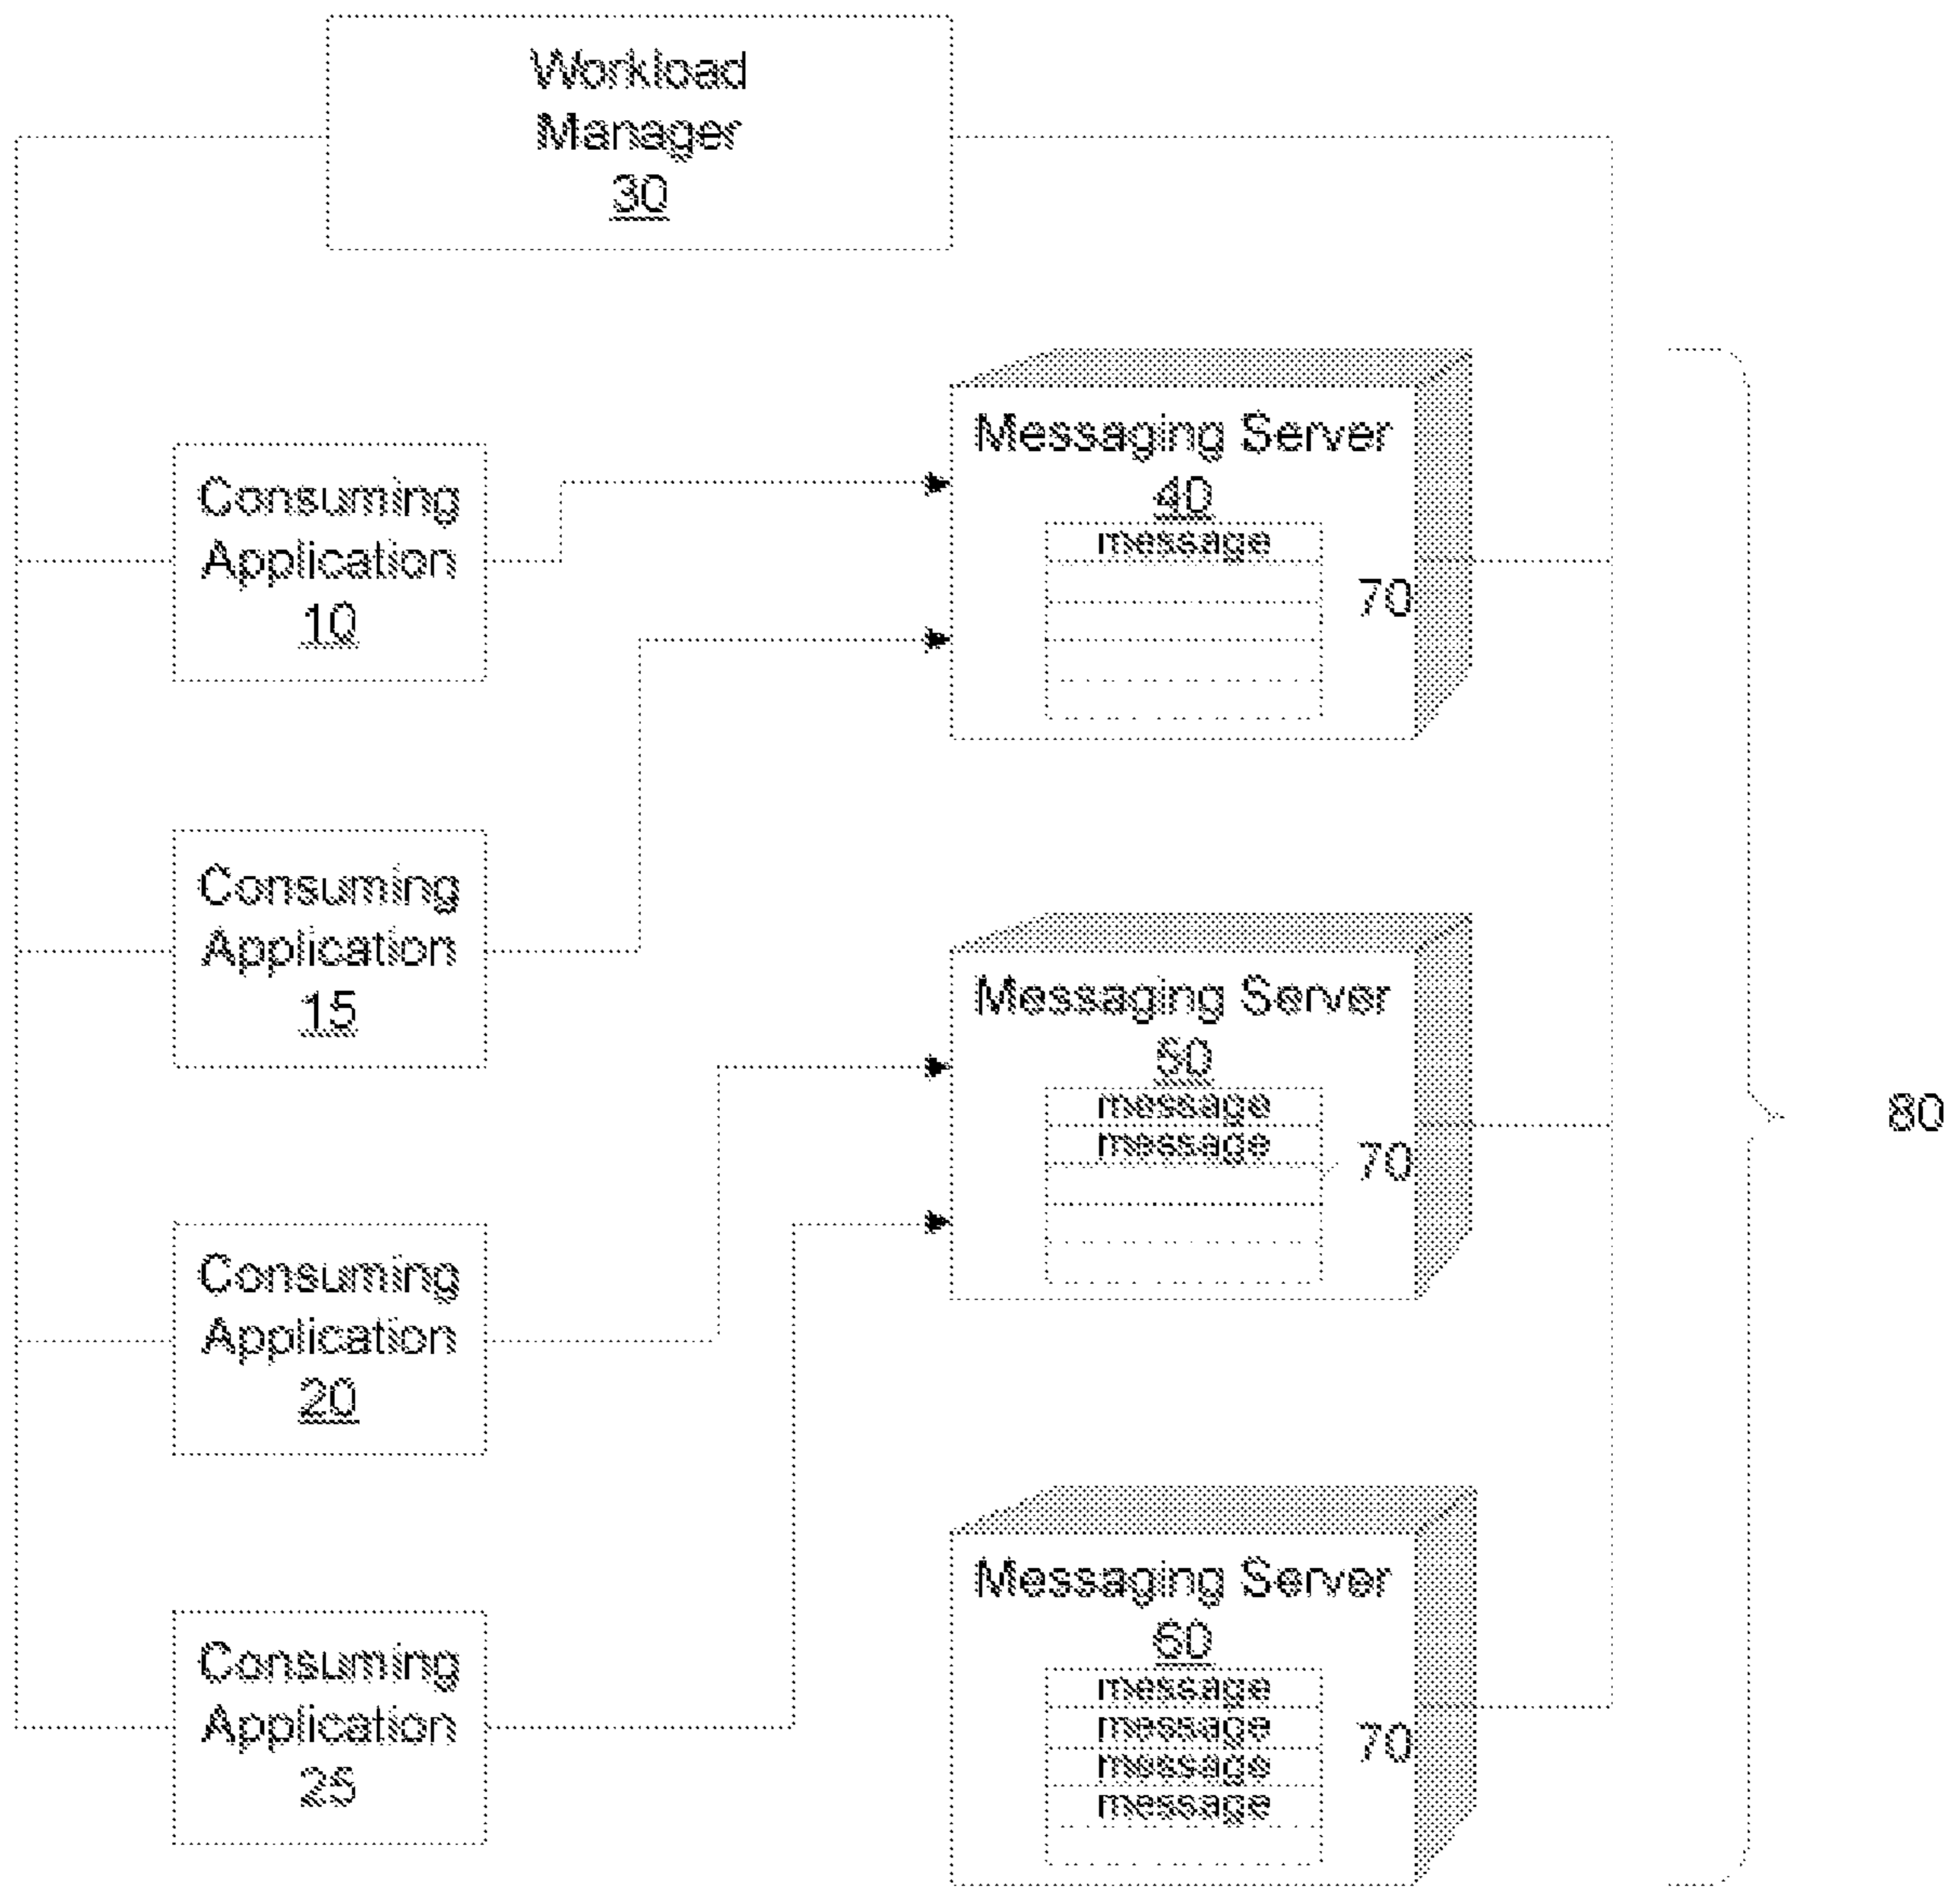 Workload
Manager
30
Consuming
Application
10
Messaging Server
40
message
70
Consuming
Application
15
Messaging Server
50
message
message
70
80
Consuming
Application
20
Messaging Server
60
message
message
message
message
70
Consuming
Application
25